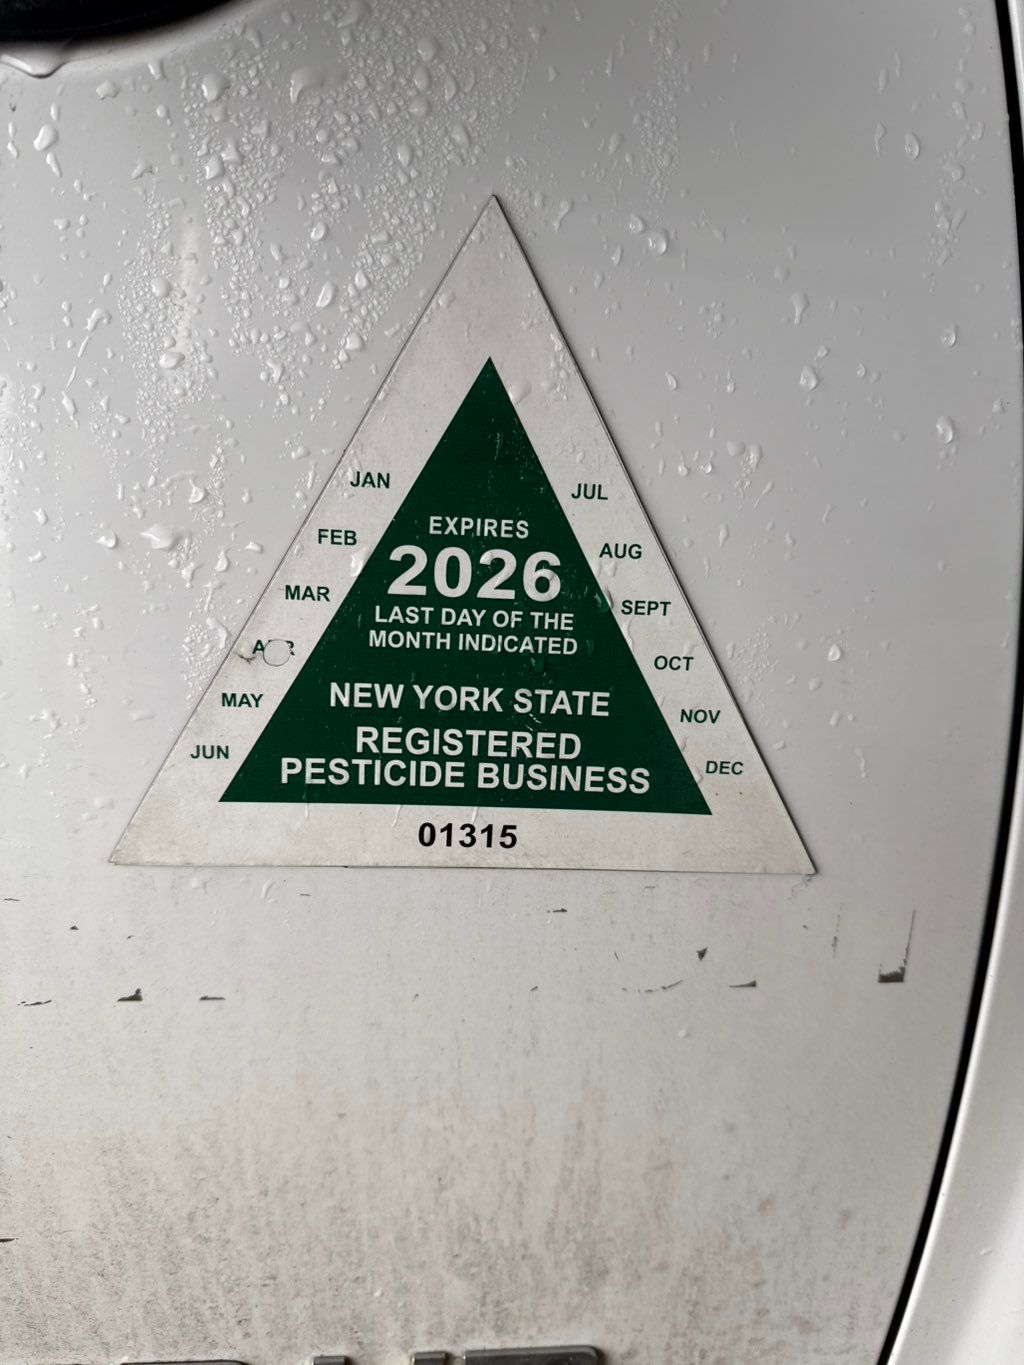 JAN
FEB
MAR
APR
MAY
JUN
EXPIRES
2026
LAST DAY OF THE
MONTH INDICATED
NEW YORK STATE
REGISTERED
PESTICIDE BUSINESS
JUL
AUG
SEPT
OCT
NOV
DEC
01315